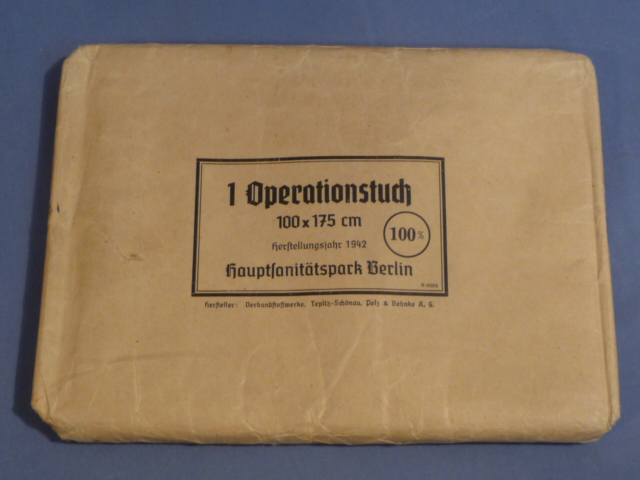 1 Operationstuch
100 x 175 cm
100%
Herstellungsjahr 1942
Hauptsanitätspark Berlin
Hersteller: Verbandstoffwerke, Teplitz-Schönau, Pelz & Behnke K. G.